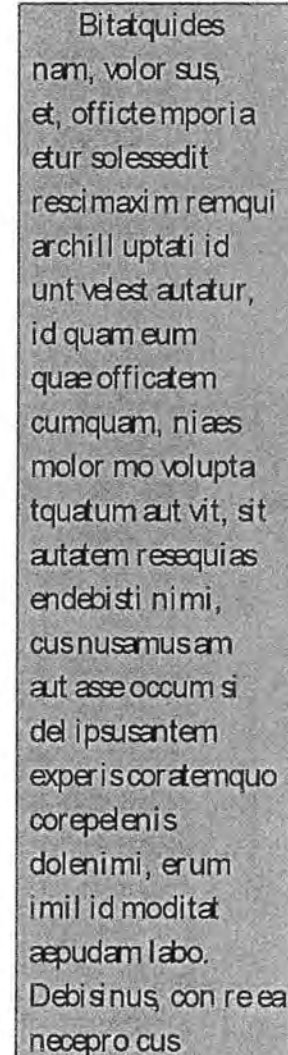 Bitatquides
nam, volor sus,
et, offictemporia
etur solessedit
rescimaxim remqui
archill uptati id
unt velest autatur,
id quam eum
quae officatem
cumquam, niaes
molor mo volupta
tquatum aut vit, sit
autatem resequias
endebisti nimi,
cusnusamusam
aut asse occum si
del ipsusantem
experiscoratemquo
corepelenis
dolenimi, erum
imil id moditat
aepudam labo.
Debisinus, con re ea
necepro cus